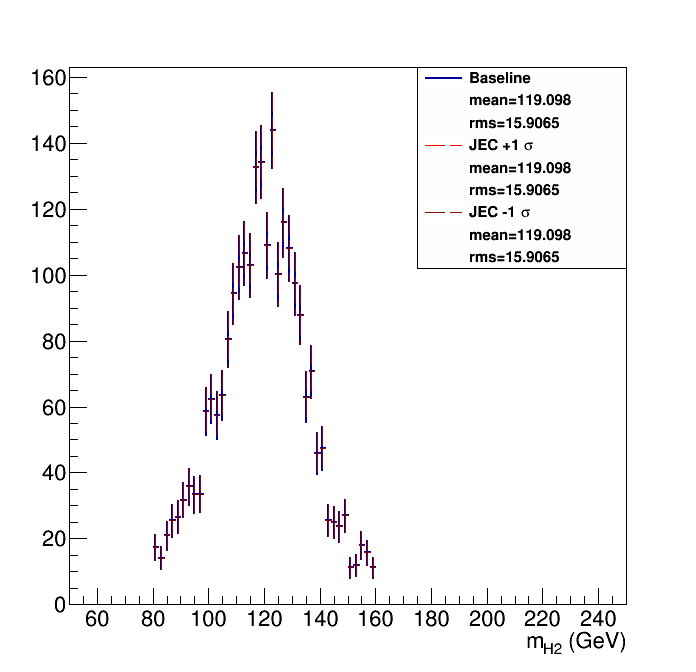 160
140
120
100
80
60
40
20
0
Baseline
mean=119.098
rms=15.9065
JEC +1 σ
mean=119.098
rms=15.9065
JEC -1 σ
mean=119.098
rms=15.9065
60 80 100 120 140 160 180 200 220 240
m_H2 (GeV)